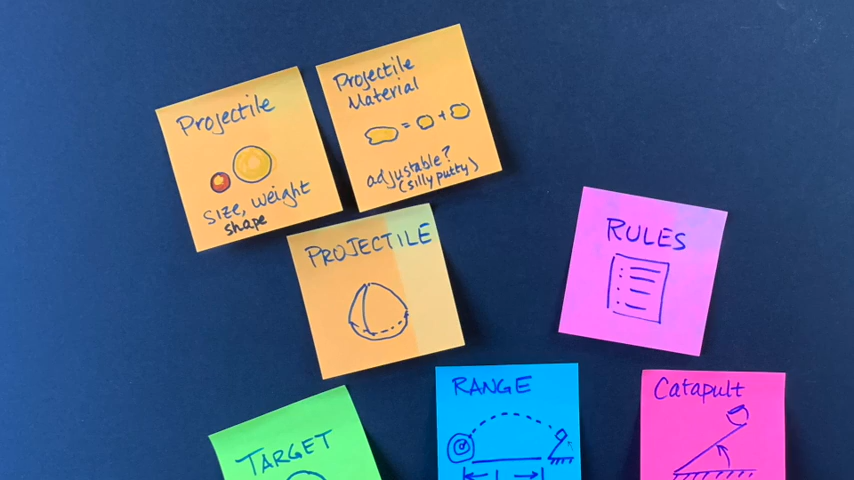 Projectile
size, weight
shape
Projectile
Material
= +
adjustable?
(silly putty)
PROJECTILE
RULES
TARGET
RANGE
L
Catapult